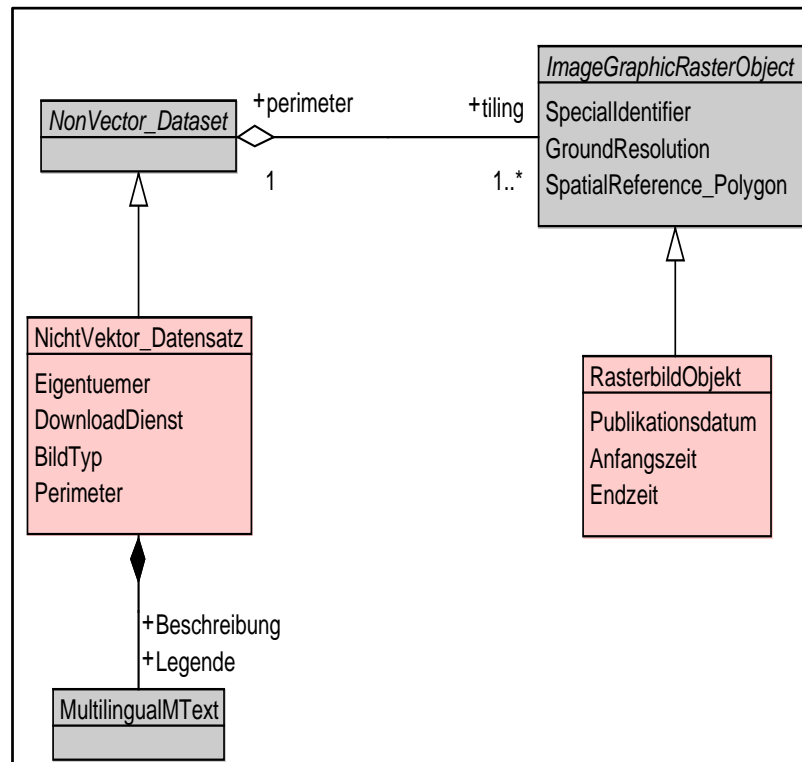 ImageGraphicRasterObject
SpecialIdentifier
GroundResolution
SpatialReference_Polygon
NonVector_Dataset
+perimeter
+tiling
1
1..*
NichtVektor_Datensatz
Eigentuemer
DownloadDienst
BildTyp
Perimeter
RasterbildObjekt
Publikationsdatum
Anfangszeit
Endzeit
+Beschreibung
+Legende
MultilingualMText